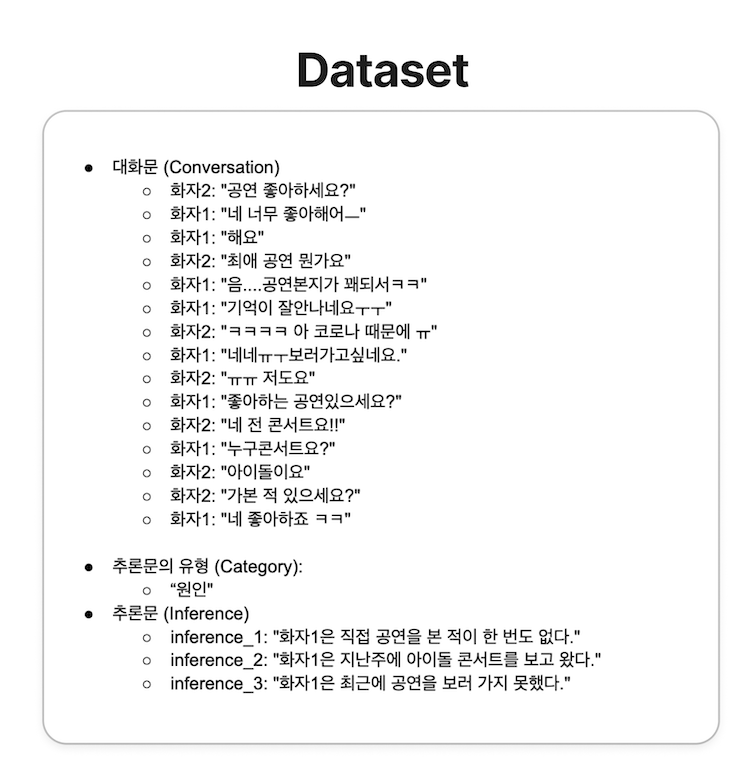 Dataset
● 대화문 (Conversation)
○ 화자2: "공연 좋아하세요?"
○ 화자1: "네 너무 좋아해어ㅡ"
○ 화자1: "해요"
○ 화자2: "최애 공연 뭔가요"
○ 화자1: "음....공연본지가 꽤되서ㅋㅋ"
○ 화자1: "기억이 잘안나네요ㅜㅜ"
○ 화자2: "ㅋㅋㅋㅋ 아 코로나 때문에 ㅠ"
○ 화자1: "네네ㅠㅜ보러가고싶네요."
○ 화자2: "ㅠㅠ 저도요"
○ 화자1: "좋아하는 공연있으세요?"
○ 화자2: "네 전 콘서트요!!"
○ 화자1: "누구콘서트요?"
○ 화자2: "아이돌이요"
○ 화자2: "가본 적 있으세요?"
○ 화자1: "네 좋아하죠 ㅋㅋ"
● 추론문의 유형 (Category):
○ “원인"
● 추론문 (Inference)
○ inference_1: "화자1은 직접 공연을 본 적이 한 번도 없다."
○ inference_2: "화자1은 지난주에 아이돌 콘서트를 보고 왔다."
○ inference_3: "화자1은 최근에 공연을 보러 가지 못했다."